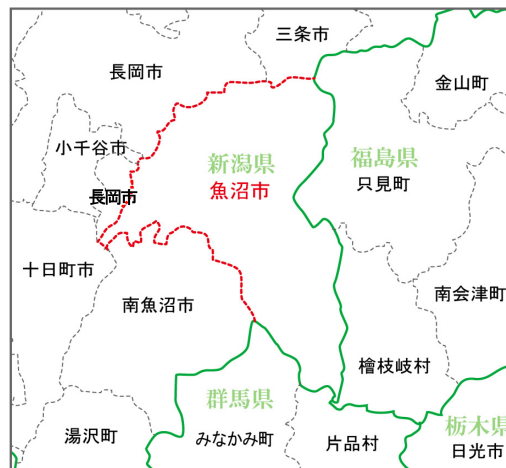 三条市
長岡市
金山町
小千谷市
新潟県
福島県
魚沼市
只見町
長岡市
十日町市
南魚沼市
南会津町
檜枝岐村
群馬県
栃木県
湯沢町
みなかみ町
片品村
日光市